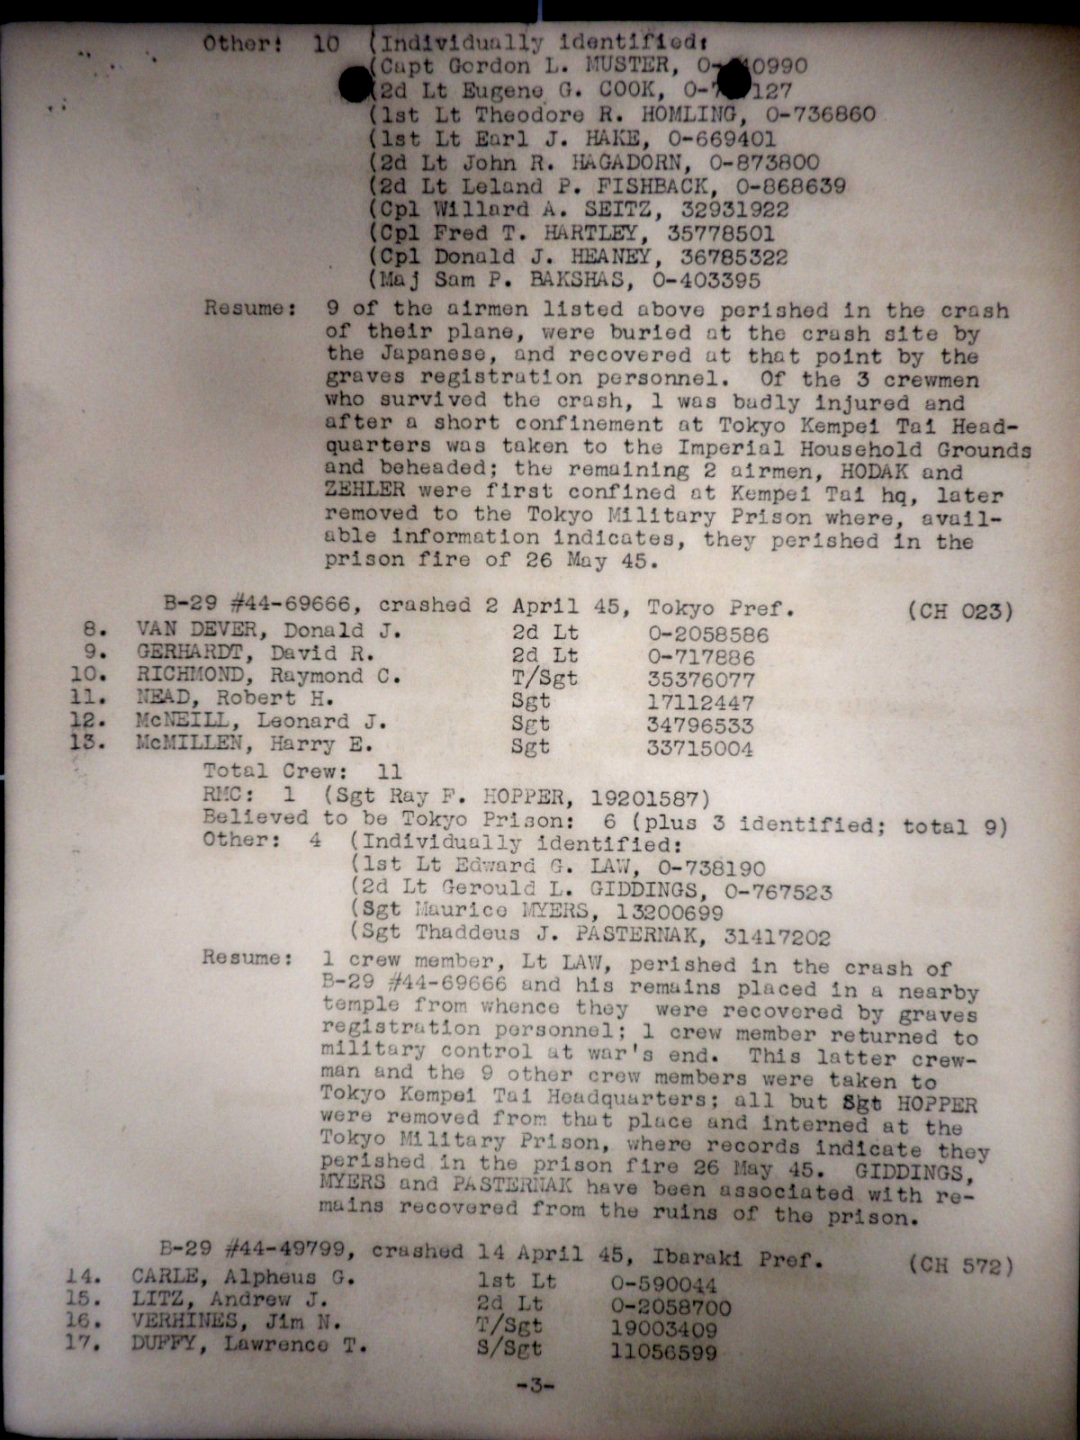 Other: 10 (Individually identified:
(Capt Gordon L. MUSTER, 0-40990
(2d Lt Eugene G. COOK, 0-7 127
(1st Lt Theodore R. HOMLING, 0-736860
(1st Lt Earl J. HAKE, 0-669401
(2d Lt John R. HAGADORN, 0-873800
(2d Lt Leland P. FISHBACK, 0-868639
(Cpl Willard A. SEITZ, 32931922
(Cpl Fred T. HARTLEY, 35778501
(Cpl Donald J. HEANEY, 36785322
(Maj Sam P. BAKSHAS, 0-403395
Resume: 9 of the airmen listed above perished in the crash
of their plane, were buried at the crash site by
the Japanese, and recovered at that point by the
graves registration personnel. Of the 3 crewmen
who survived the crash, 1 was badly injured and
after a short confinement at Tokyo Kempei Tai Head-
quarters was taken to the Imperial Household Grounds
and beheaded; the remaining 2 airmen, HODAK and
ZEHLER were first confined at Kempei Tai hq, later
removed to the Tokyo Military Prison where, avail-
able information indicates, they perished in the
prison fire of 26 May 45.
B-29 #44-69666, crashed 2 April 45, Tokyo Pref. (CH 023)
8. VAN DEVER, Donald J. 2d Lt 0-2058586
9. GERHARDT, David R. 2d Lt 0-717886
10. RICHMOND, Raymond C. T/Sgt 35376077
11. NEAD, Robert H. Sgt 17112447
12. McNEILL, Leonard J. Sgt 34796533
13. McMILLEN, Harry E. Sgt 33715004
Total Crew: 11
RMC: 1 (Sgt Ray F. HOPPER, 19201587)
Believed to be Tokyo Prison: 6 (plus 3 identified; total 9)
Other: 4 (Individually identified:
(1st Lt Edward G. LAW, 0-738190
(2d Lt Gerould L. GIDDINGS, 0-767523
(Sgt Maurice MYERS, 13200699
(Sgt Thaddeus J. PASTERNAK, 31417202
Resume: 1 crew member, Lt LAW, perished in the crash of
B-29 #44-69666 and his remains placed in a nearby
temple from whence they were recovered by graves
registration personnel; 1 crew member returned to
military control at war's end. This latter crew-
man and the 9 other crew members were taken to
Tokyo Kempei Tai Headquarters; all but Sgt HOPPER
were removed from that place and interned at the
Tokyo Military Prison, where records indicate they
perished in the prison fire 26 May 45. GIDDINGS,
MYERS and PASTERNAK have been associated with re-
mains recovered from the ruins of the prison.
B-29 #44-49799, crashed 14 April 45, Ibaraki Pref. (CH 572)
14. CARLE, Alpheus G. 1st Lt 0-590044
15. LITZ, Andrew J. 2d Lt 0-2058700
16. VERHINES, Jim N. T/Sgt 19003409
17. DUFFY, Lawrence T. S/Sgt 11056599
-3-